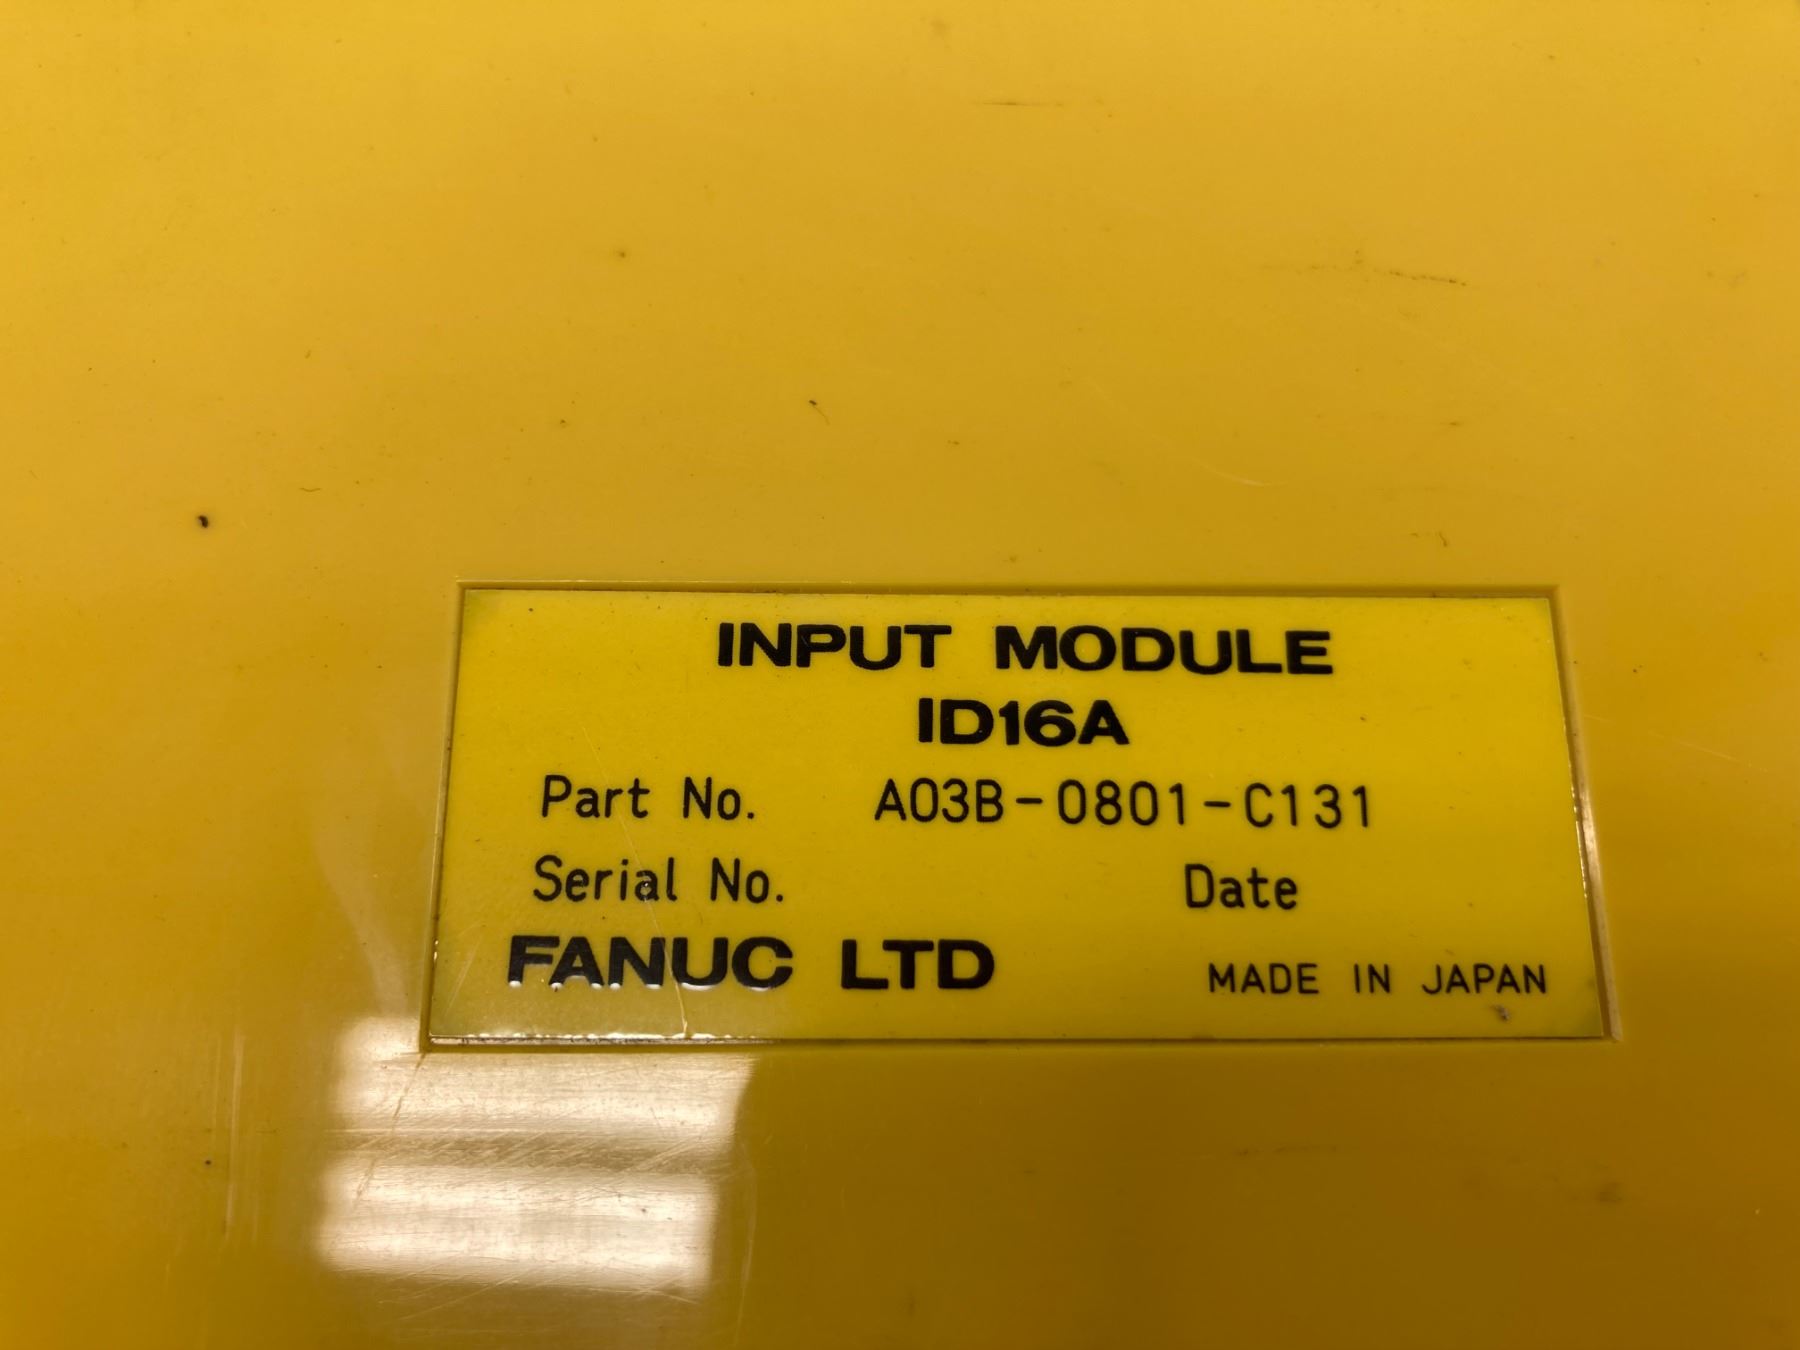 INPUT MODULE
ID16A
Part No. A03B-0801-C131
Serial No. Date
FANUC LTD MADE IN JAPAN